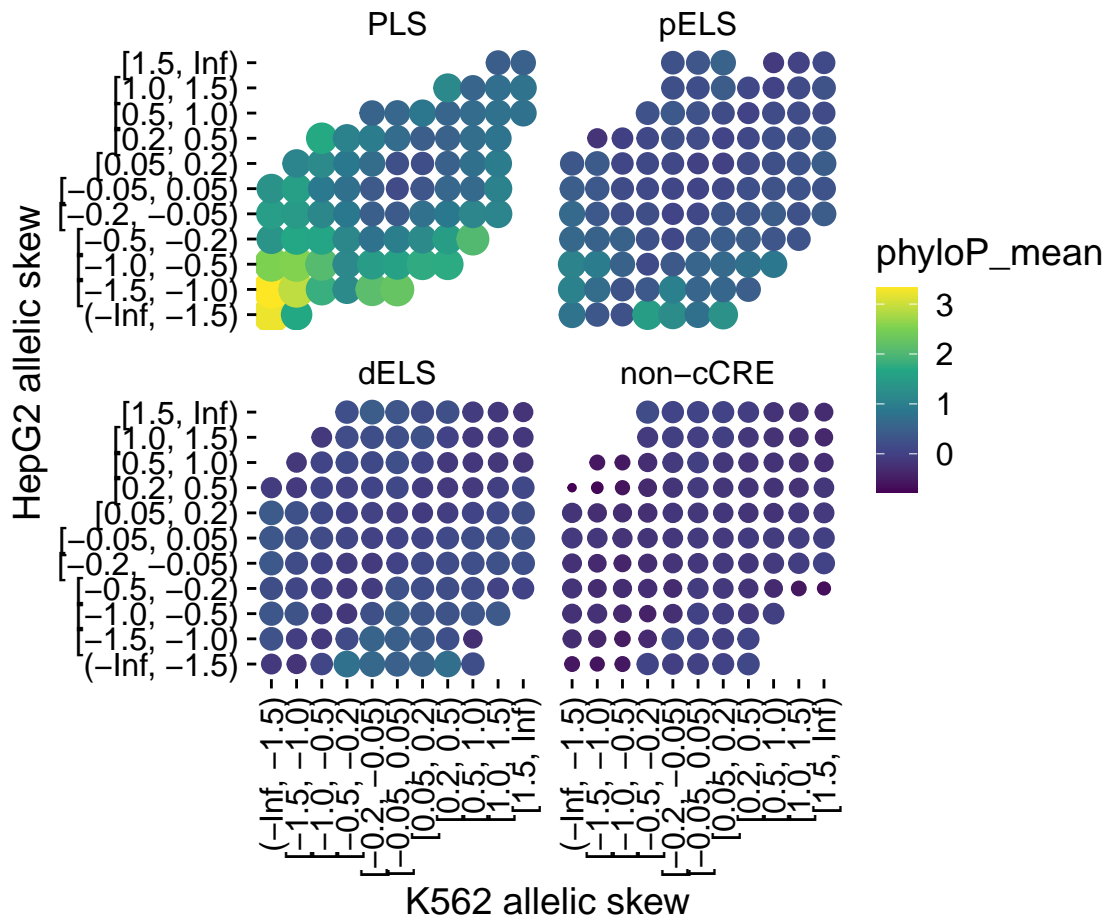 PLS
pELS
[1.5, Inf)
[1.0, 1.5)
[0.5, 1.0)
[0.2, 0.5)
[0.05, 0.2)
[−0.05, 0.05)
[−0.2, −0.05)
[−0.5, −0.2)
[−1.0, −0.5)
[−1.5, −1.0)
(−Inf, −1.5)
HepG2 allelic skew
phyloP_mean
3
2
1
0
dELS
non−cCRE
[1.5, Inf)
[1.0, 1.5)
[0.5, 1.0)
[0.2, 0.5)
[0.05, 0.2)
[−0.05, 0.05)
[−0.2, −0.05)
[−0.5, −0.2)
[−1.0, −0.5)
[−1.5, −1.0)
(−Inf, −1.5)
(−Inf, −1.5)
[−1.5, −1.0)
[−1.0, −0.5)
[−0.5, −0.2)
[−0.2, −0.05)
[−0.05, 0.05)
[0.05, 0.2)
[0.2, 0.5)
[0.5, 1.0)
[1.0, 1.5)
[1.5, Inf)
(−Inf, −1.5)
[−1.5, −1.0)
[−1.0, −0.5)
[−0.5, −0.2)
[−0.2, −0.05)
[−0.05, 0.05)
[0.05, 0.2)
[0.2, 0.5)
[0.5, 1.0)
[1.0, 1.5)
[1.5, Inf)
K562 allelic skew